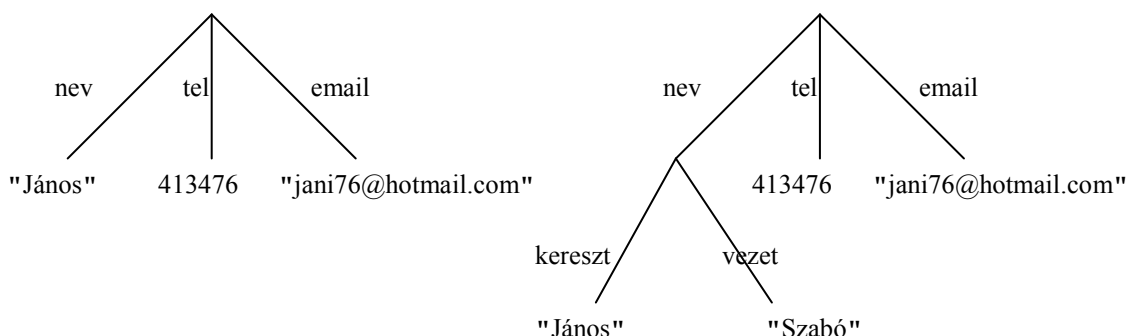 nev tel email nev tel email
"János" 413476 "jani76@hotmail.com" 413476 "jani76@hotmail.com"
kereszt vezet
"János" "Szabó"